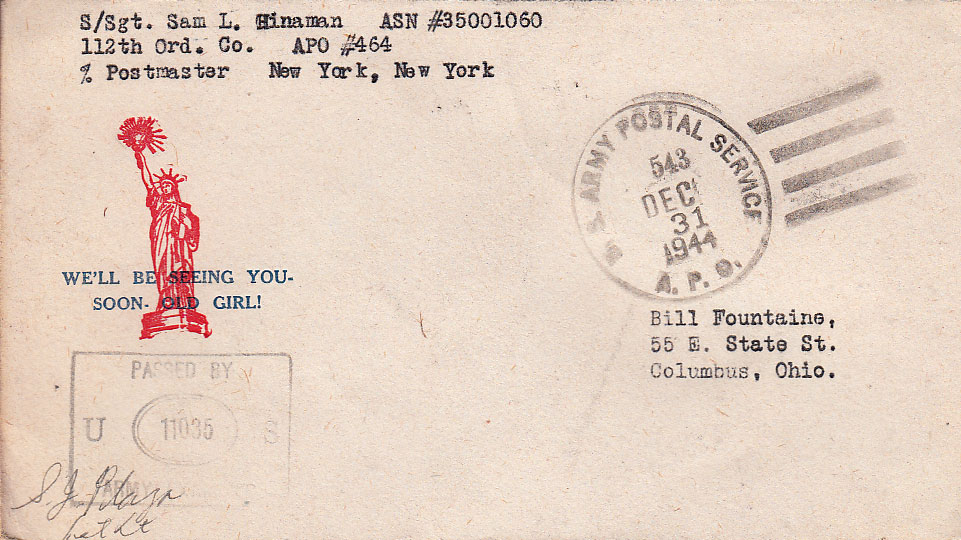 S/Sgt. Sam L. Hinaman ASN #35001060
112th Ord. Co. APO #464
% Postmaster New York, New York
U. S. ARMY POSTAL SERVICE
543
DEC
31
1944
A. P. O.
WE'LL BE SEEING YOU-
SOON- OLD GIRL!
Bill Fountaine,
55 E. State St.
Columbus, Ohio.
PASSED BY
U 11035 S
ARMY
1st Lt